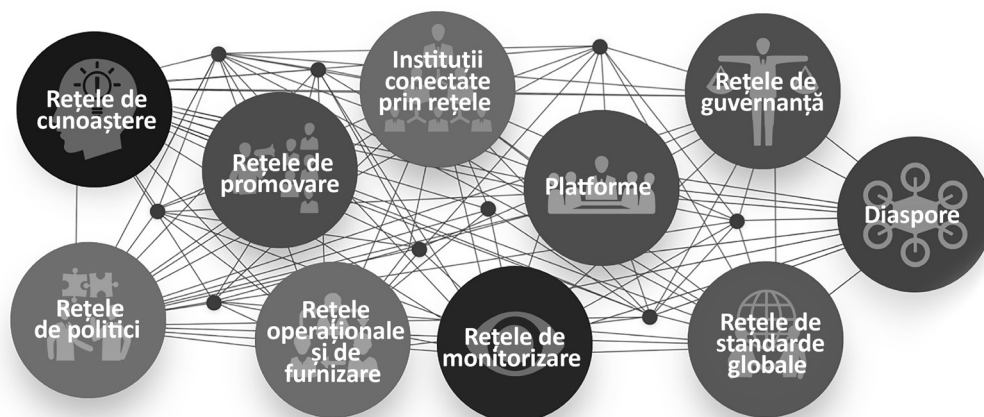 Rețele de
cunoaștere
Rețele de
promovare
Instituții
conectate
prin rețele
Platforme
Rețele de
guvernanță
Diaspore
Rețele
de politici
Rețele
operaționale
și de
furnizare
Rețele de
monitorizare
Rețele de
standarde
globale